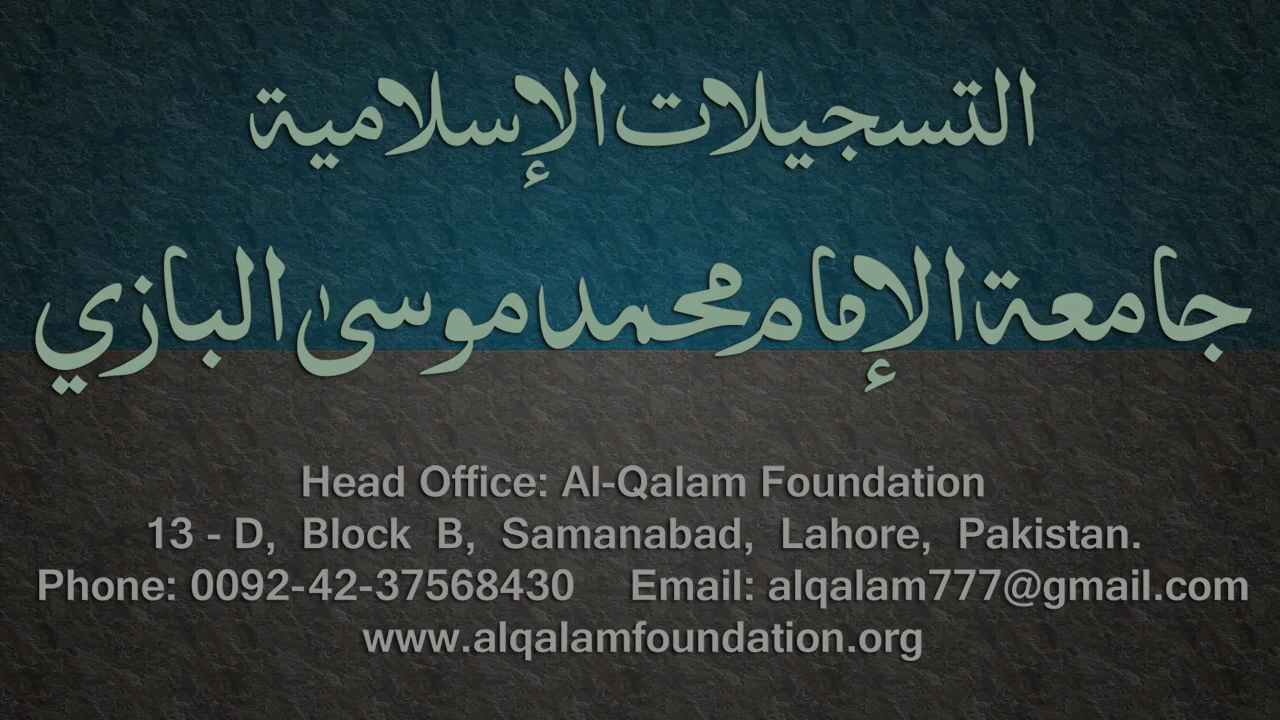 التسجيلات الإسلامية
جامعة الإمام محمد موسىٰ البازي
Head Office: Al-Qalam Foundation
13 - D, Block B, Samanabad, Lahore, Pakistan.
Phone: 0092-42-37568430 Email: alqalam777@gmail.com
www.alqalamfoundation.org